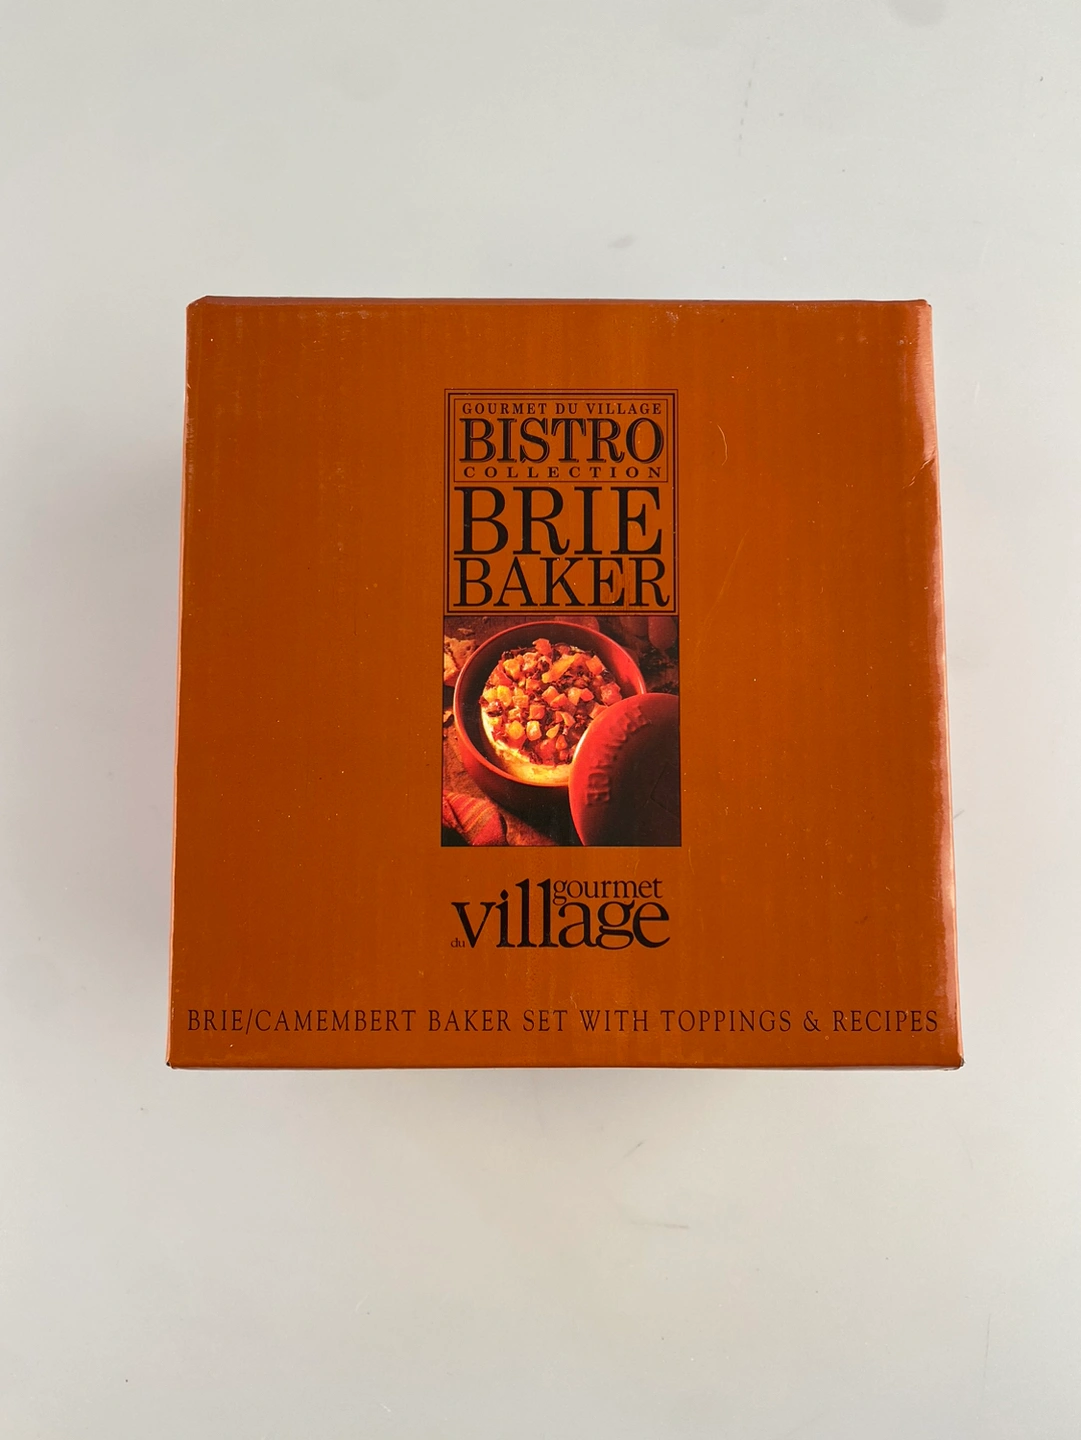 GOURMET DU VILLAGE
BISTRO
COLLECTION
BRIE
BAKER
gourmet
du village
BRIE/CAMEMBERT BAKER SET WITH TOPPINGS & RECIPES